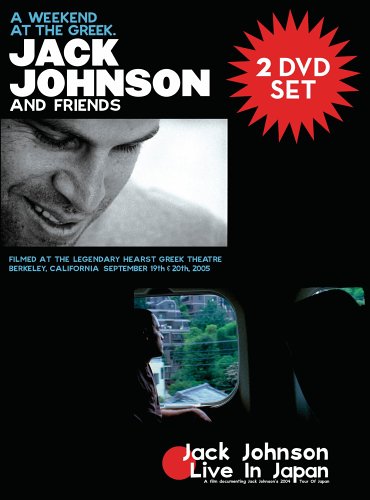 A WEEKEND
AT THE GREEK.
JACK
JOHNSON
AND FRIENDS
2 DVD
SET
FILMED AT THE LEGENDARY HEARST GREEK THEATRE
BERKELEY, CALIFORNIA SEPTEMBER 19th & 20th, 2005
Jack Johnson
Live In Japan
A film documenting Jack Johnson's 2004 Tour Of Japan